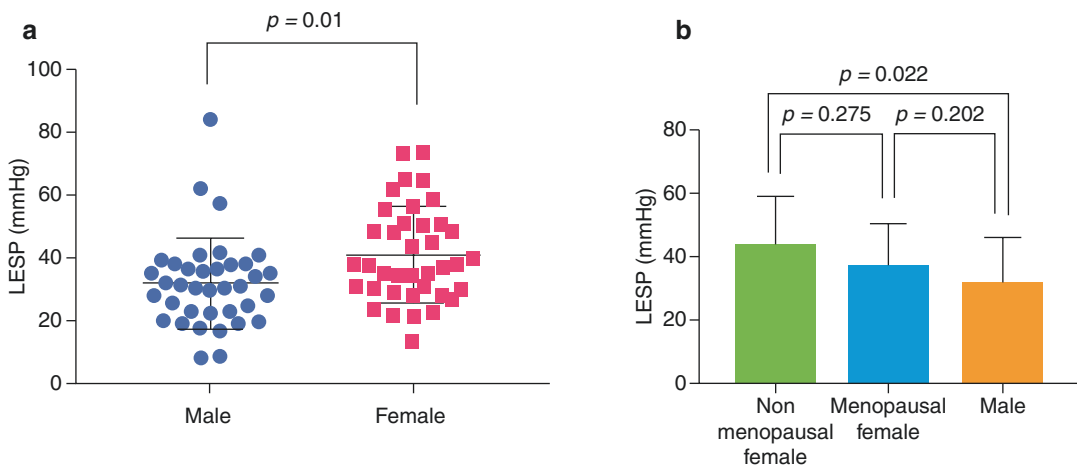 a
p = 0.01
100
80
60
40
20
0
LESP (mmHg)
Male
Female
b
p = 0.022
p = 0.275
p = 0.202
80
60
40
20
0
LESP (mmHg)
Non
menopausal
female
Menopausal
female
Male